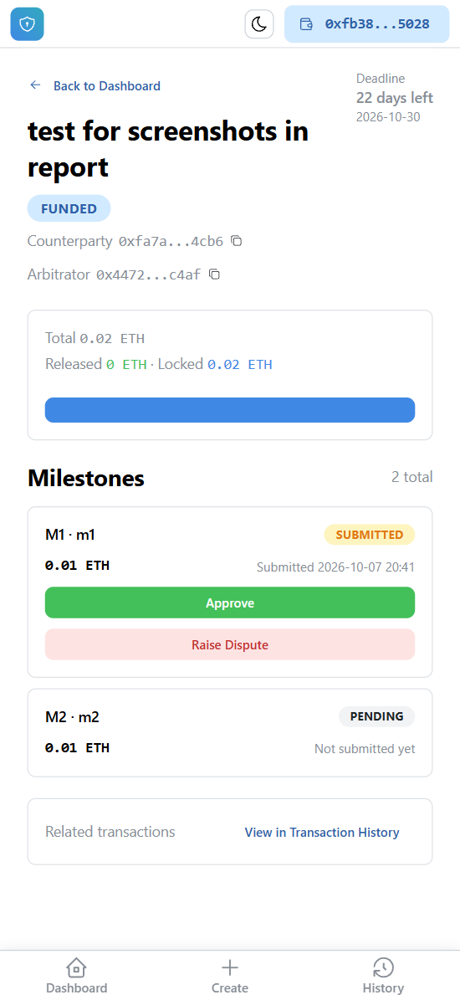 0xfb38...5028
Back to Dashboard
Deadline
22 days left
2026-10-30
test for screenshots in
report
FUNDED
Counterparty 0xfa7a...4cb6
Arbitrator 0x4472...c4af
Total 0.02 ETH
Released 0 ETH · Locked 0.02 ETH
Milestones
2 total
M1 · m1
SUBMITTED
0.01 ETH
Submitted 2026-10-07 20:41
Approve
Raise Dispute
M2 · m2
PENDING
0.01 ETH
Not submitted yet
Related transactions
View in Transaction History
Dashboard
Create
History